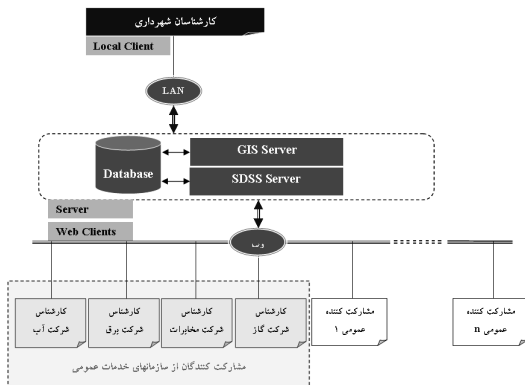 کارشناسان شهرداری
Local Client
LAN
GIS Server
Database
SDSS Server
Server
Web Clients
وب
کارشناس
شرکت آب
کارشناس
شرکت برق
کارشناس
شرکت مخابرات
کارشناس
شرکت گاز
مشارکت کننده
عمومی ۱
مشارکت کننده
عمومی n
مشارکت کنندگان از سازمانهای خدمات عمومی